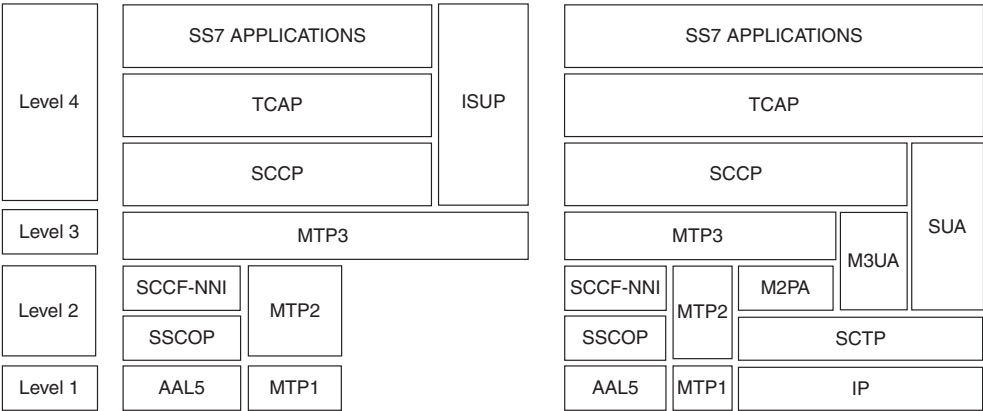 Level 4
SS7 APPLICATIONS
TCAP
SCCP
ISUP
Level 3
MTP3
Level 2
SCCF-NNI
SSCOP
MTP2
Level 1
AAL5
MTP1
SS7 APPLICATIONS
TCAP
SCCP
SUA
MTP3
M3UA
SCCF-NNI
MTP2
M2PA
SSCOP
SCTP
AAL5
MTP1
IP